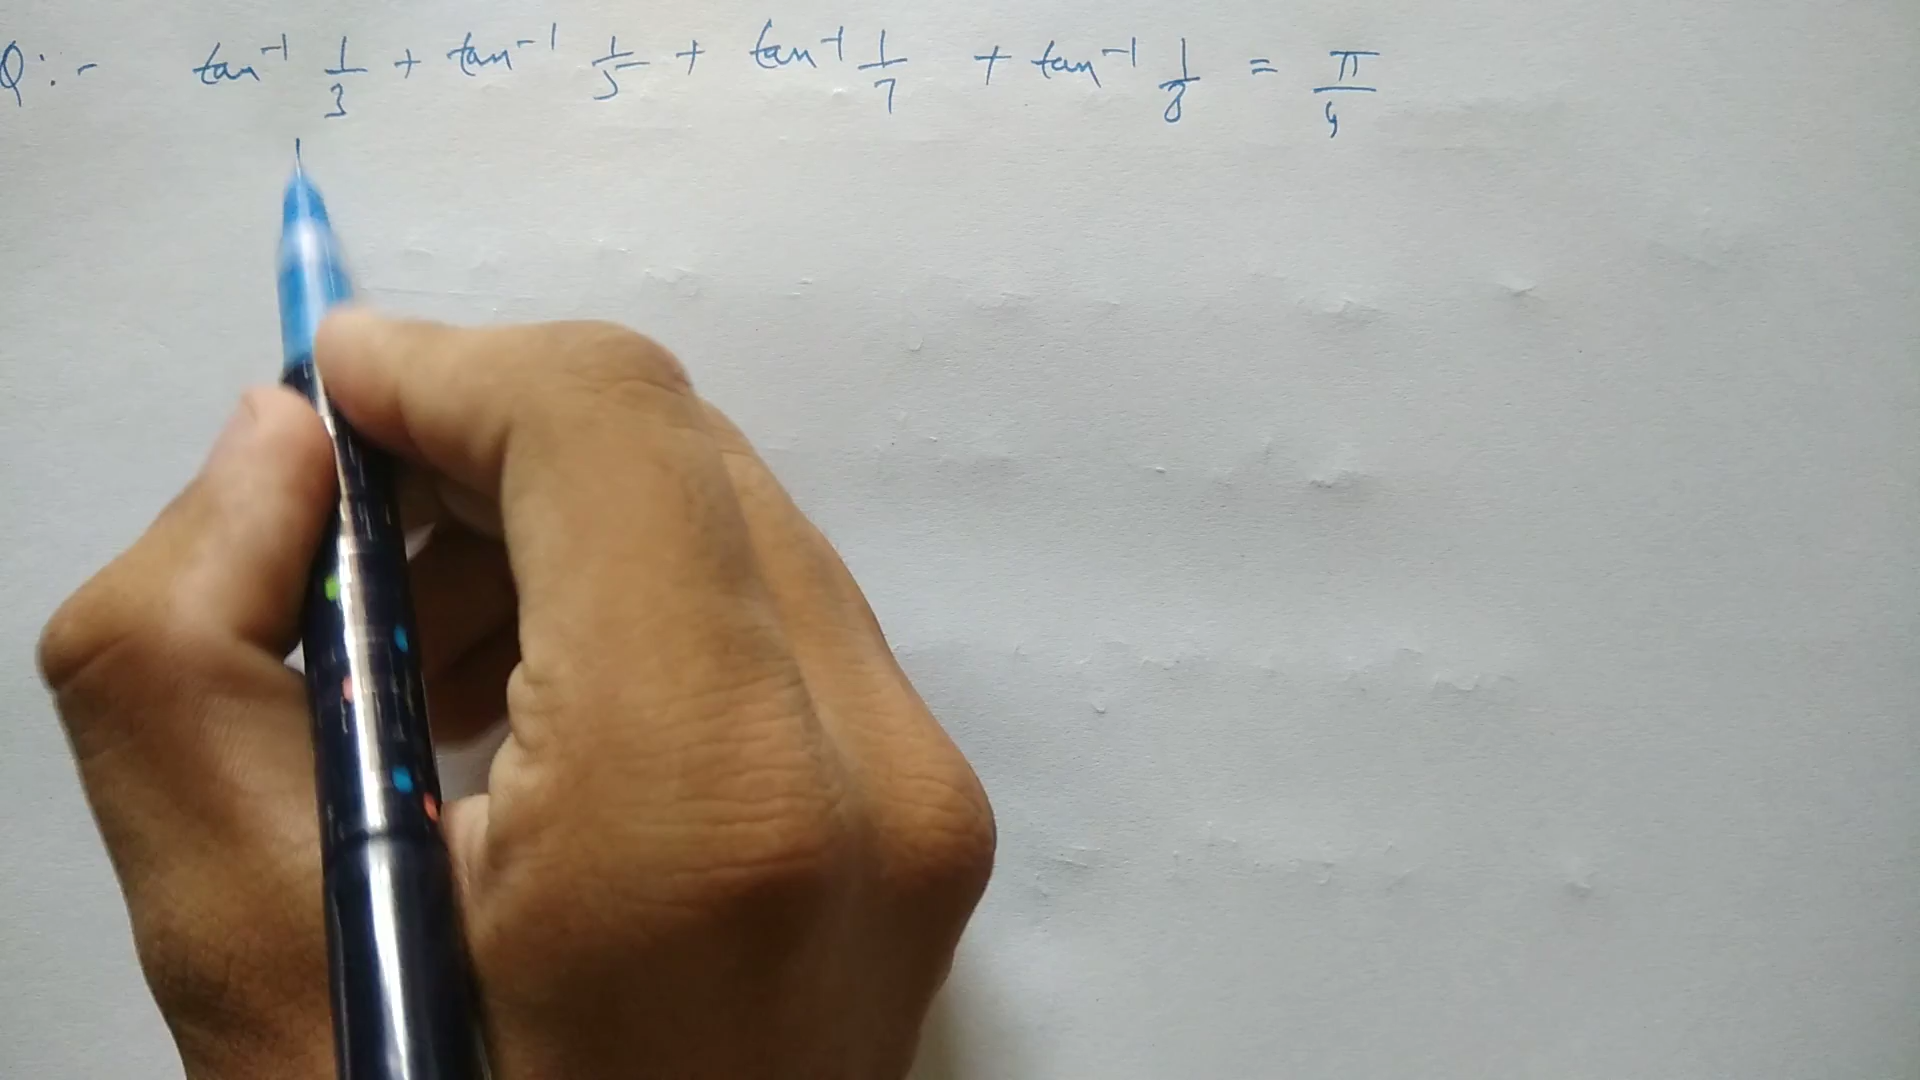 Q:- tan⁻¹ 1/3 + tan⁻¹ 1/5 + tan⁻¹ 1/7 + tan⁻¹ 1/8 = π/4